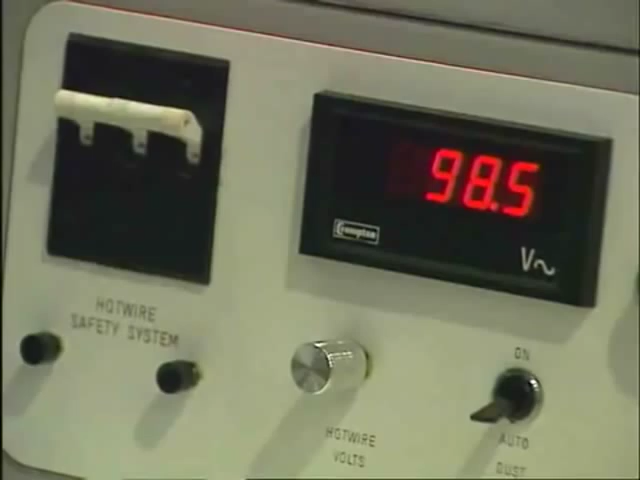 98.5
Crompton
V~
HOTWIRE
SAFETY SYSTEM
HOTWIRE
VOLTS
ON
AUTO
DUST